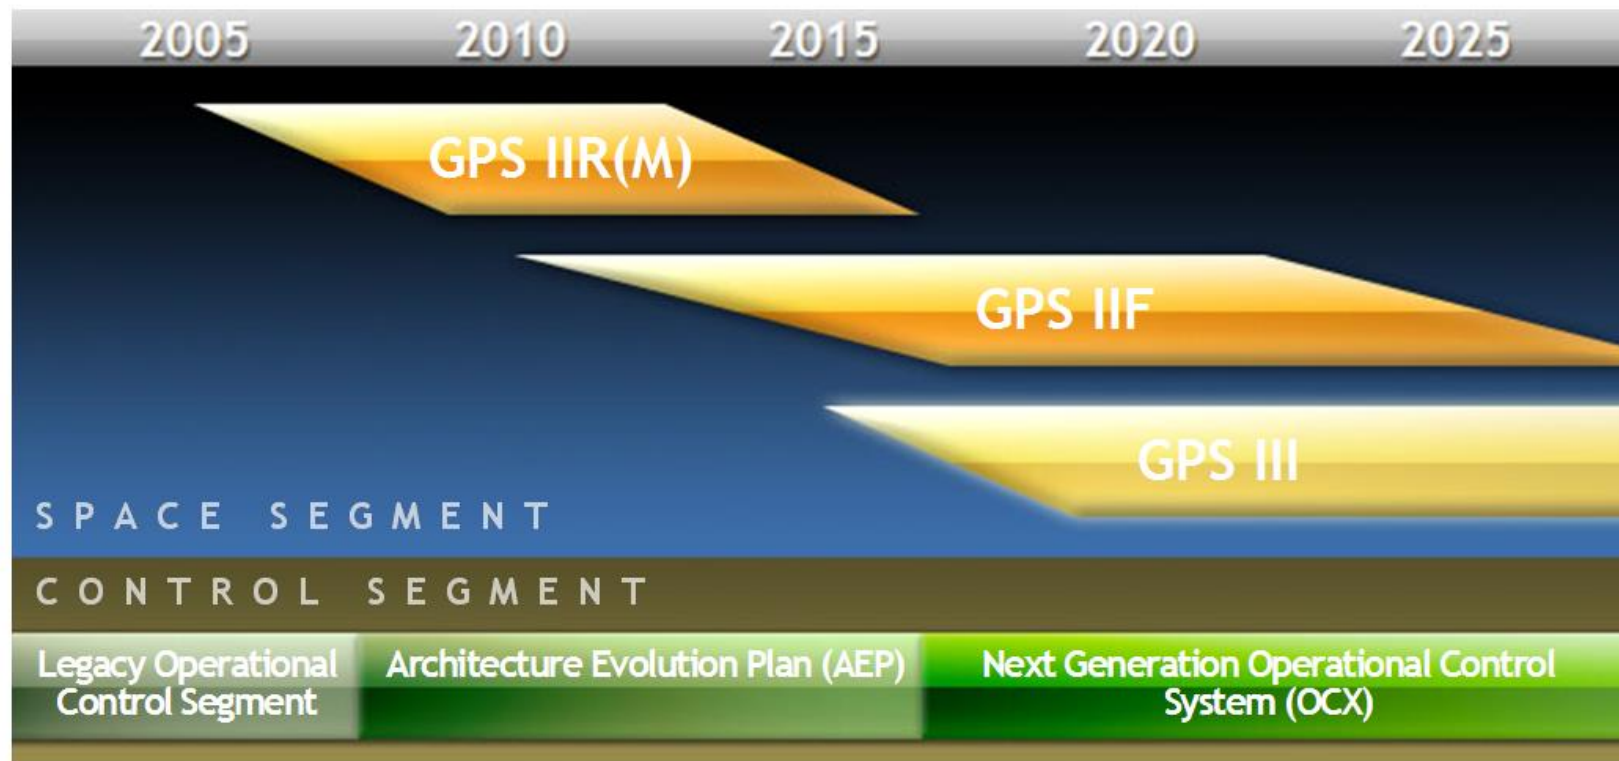 2005 2010 2015 2020 2025
GPS IIR(M)
GPS IIF
GPS III
SPACE SEGMENT
CONTROL SEGMENT
Legacy Operational
Control Segment
Architecture Evolution Plan (AEP)
Next Generation Operational Control
System (OCX)